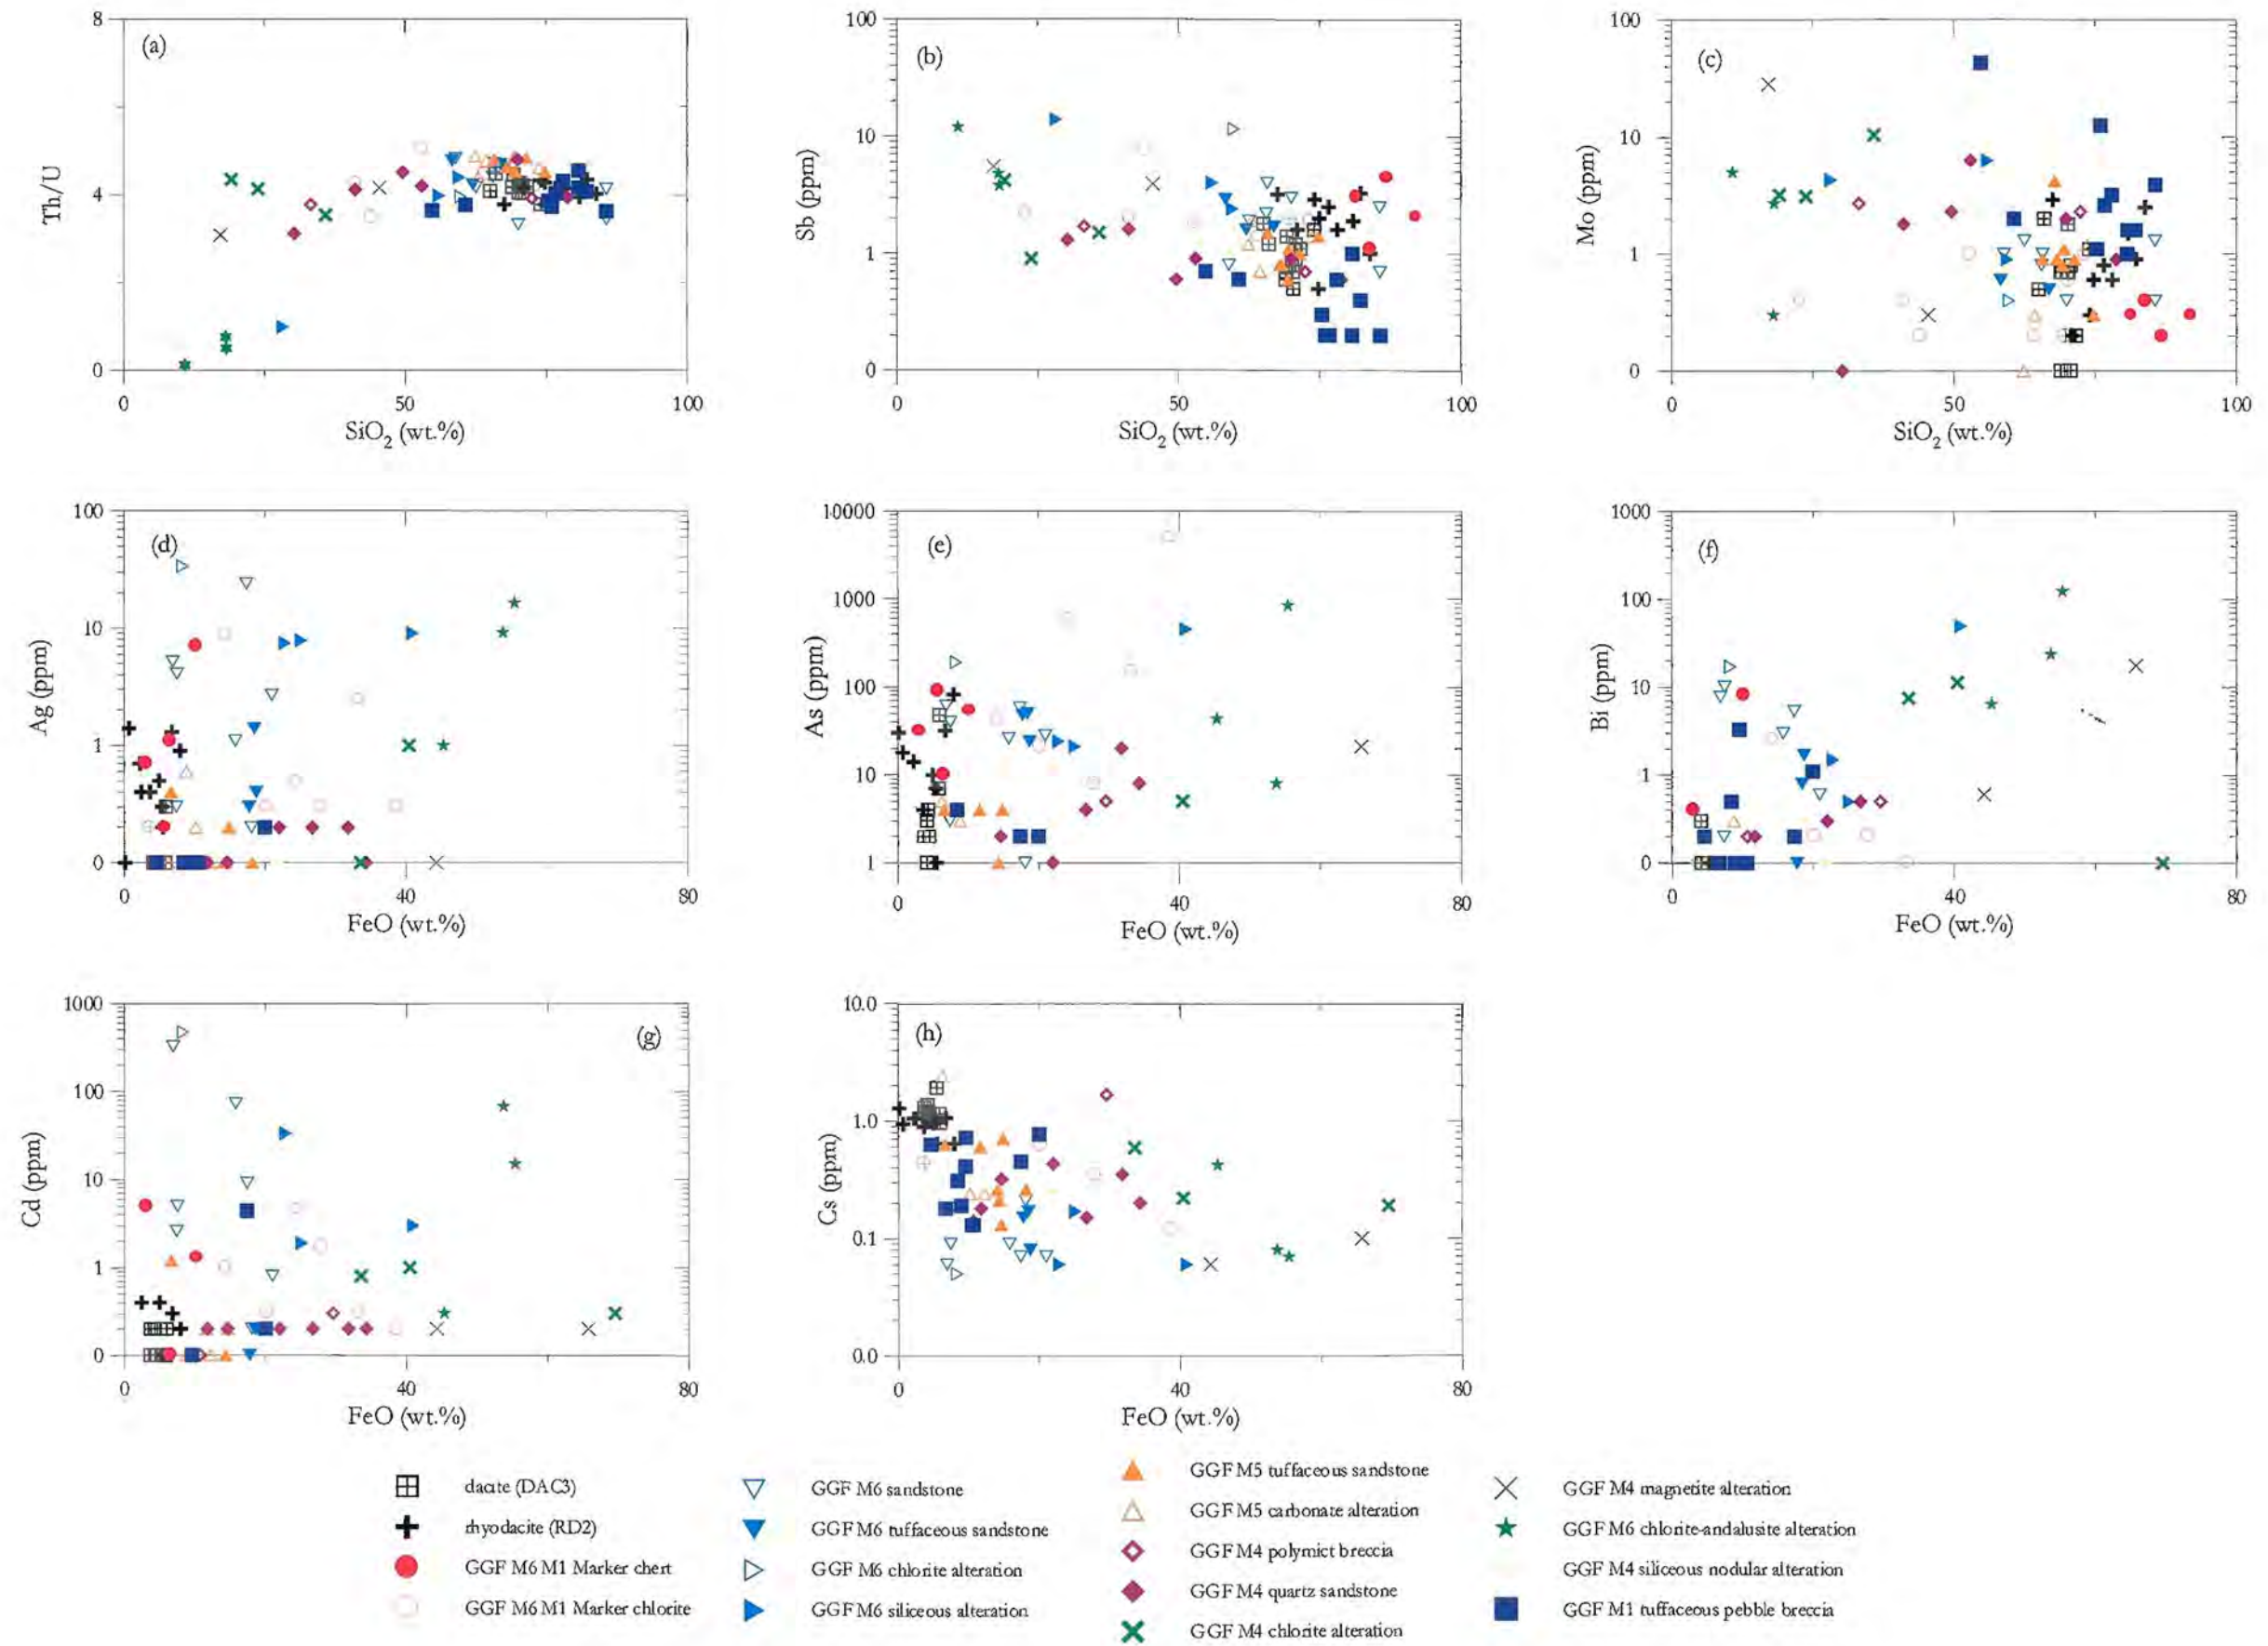 (a)
8
4
0
Th/U
0 50 100
SiO2 (wt.%)
(b)
100
10
1
0
Sb (ppm)
0 50 100
SiO2 (wt.%)
(c)
100
10
1
0
Mo (ppm)
0 50 100
SiO2 (wt.%)
(d)
100
10
1
0
Ag (ppm)
0 40 80
FeO (wt.%)
(e)
10000
1000
100
10
1
As (ppm)
0 40 80
FeO (wt.%)
(f)
1000
100
10
1
0
Bi (ppm)
0 40 80
FeO (wt.%)
(g)
1000
100
10
1
0
Cd (ppm)
0 40 80
FeO (wt.%)
(h)
10.0
1.0
0.1
0.0
Cs (ppm)
0 40 80
FeO (wt.%)
dacite (DAC3)
rhyodacite (RD2)
GGF M6 M1 Marker chert
GGF M6 M1 Marker chlorite
GGF M6 sandstone
GGF M6 tuffaceous sandstone
GGF M6 chlorite alteration
GGF M6 siliceous alteration
GGF M5 tuffaceous sandstone
GGF M5 carbonate alteration
GGF M4 polymict breccia
GGF M4 quartz sandstone
GGF M4 chlorite alteration
GGF M4 magnetite alteration
GGF M6 chlorite-andalusite alteration
GGF M4 siliceous nodular alteration
GGF M1 tuffaceous pebble breccia